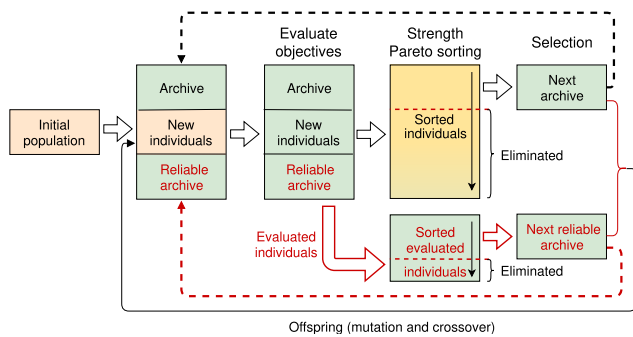 Evaluate
objectives
Strength
Pareto sorting
Selection
Initial
population
Archive
New
individuals
Reliable
archive
Archive
New
individuals
Reliable
archive
Sorted
individuals
Eliminated
Next
archive
Evaluated
individuals
Sorted
evaluated
individuals
Eliminated
Next reliable
archive
Offspring (mutation and crossover)